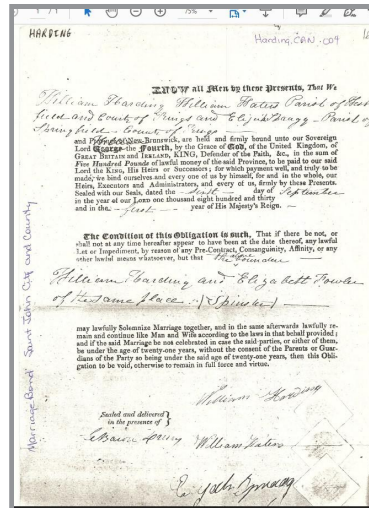 HARDING
Harding.CAN.009
KNOW all Men by these Presents, That We
William Harding William Waters Parish of
field and County of Kings and Elijah Parish of
Springfield County of Kings
and Province New-Brunswick, are held and firmly bound unto our Sovereign
Lord George the Fourth, by the Grace of God, of the United Kingdom, of
GREAT BRITAIN and IRELAND, KING, Defender of the Faith, &c., in the sum of
Five Hundred Pounds of lawful money of the said Province, to be paid to our said
Lord the KING, His Heirs or Successors; for which payment, well and truly to be
made, we bind ourselves and every one of us by himself, for and in the whole, our
Heirs, Executors and Administrators, and every of us, firmly by these Presents.
Sealed with our Seals, dated the sixth day of September
in the year of our LORD one thousand eight hundred and thirty
and in the first year of His Majesty's Reign.
The Condition of this Obligation is such, That if there be not, or
shall not at any time hereafter appear to have been at the date thereof, any lawful
Let or Impediment, by reason of any Pre-Contract, Consanguinity, Affinity, or any
other lawful means whatsoever, but that the above bounden
William Harding and Elizabeth Fowler
of the same place (Spinster)
may lawfully Solemnize Marriage together, and in the same afterwards lawfully re-
main and continue like Man and Wife according to the laws in that behalf provided;
and if the said Marriage be not celebrated in case the said parties, or either of them,
be under the age of twenty-one years, without the consent of the Parents or Guar-
dians of the Party so being under the said age of twenty-one years, then this Obli-
gation to be void, otherwise to remain in full force and virtue.
William Harding
Sealed and delivered
in the presence of
William Waters
Marriage Bond Saint John City and County